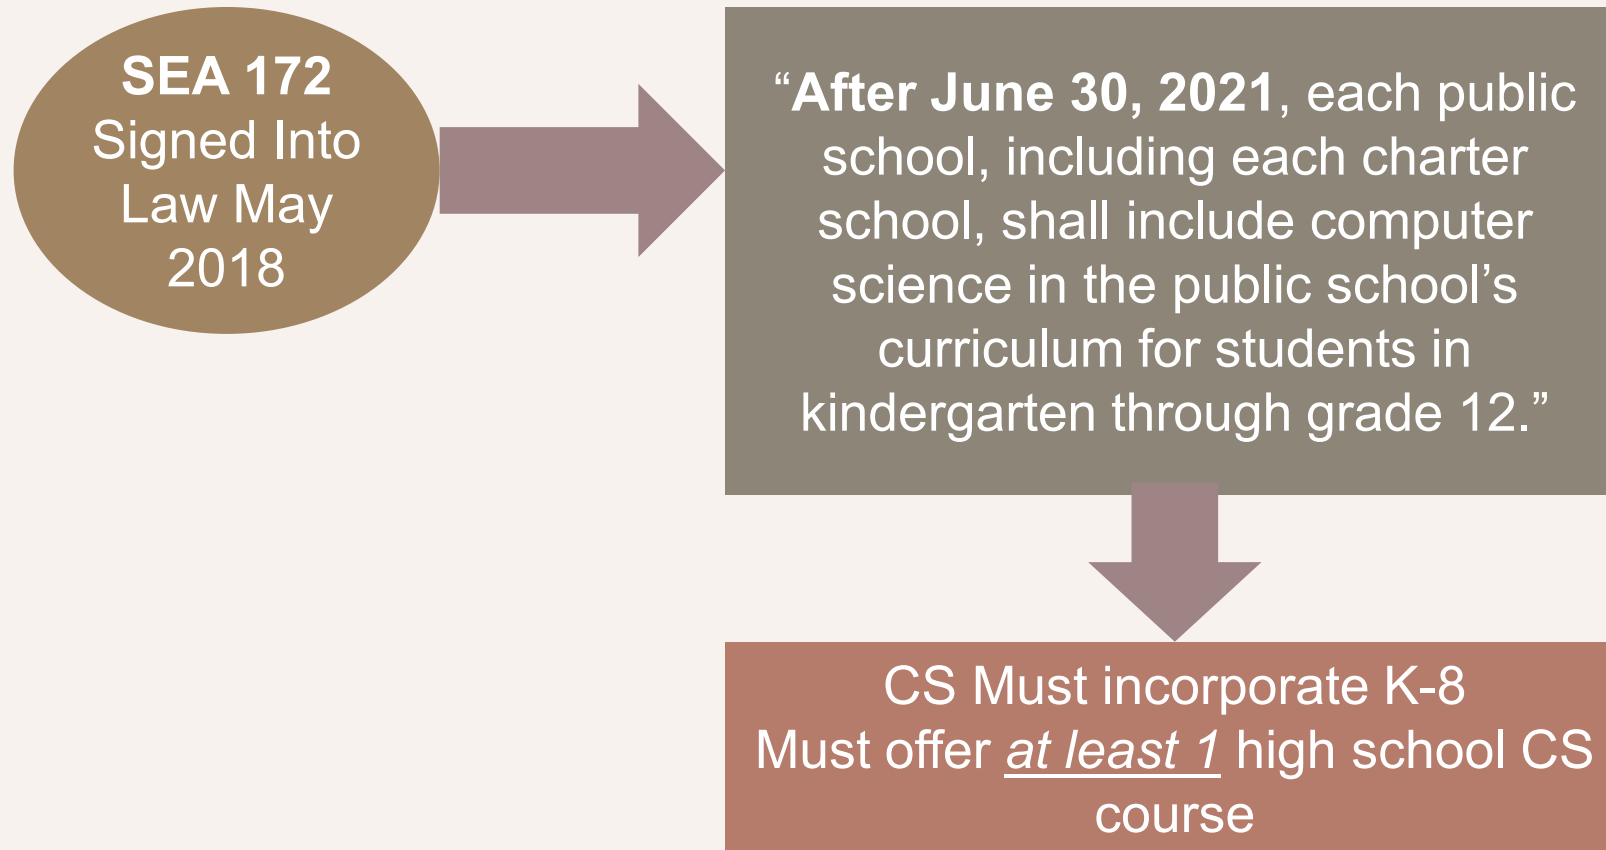 SEA 172
Signed Into
Law May
2018
“After June 30, 2021, each public
school, including each charter
school, shall include computer
science in the public school’s
curriculum for students in
kindergarten through grade 12.”
CS Must incorporate K-8
Must offer at least 1 high school CS
course